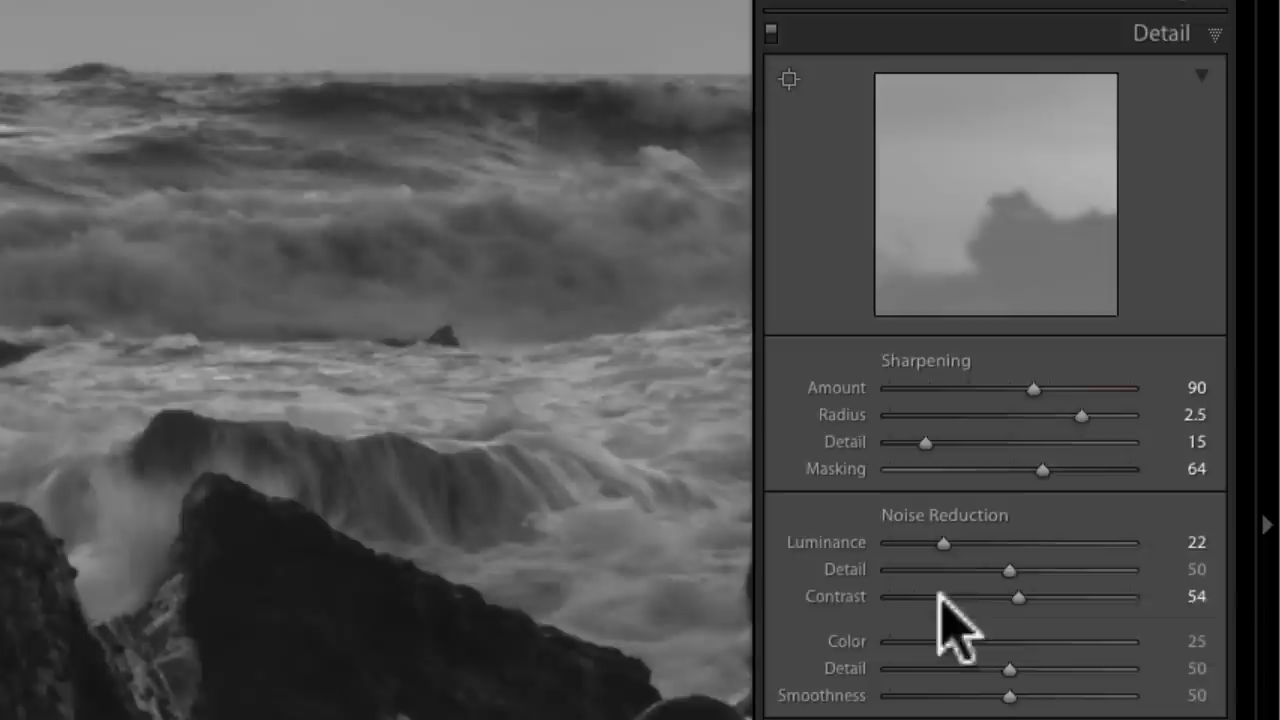 Detail
Sharpening
Amount 90
Radius 2.5
Detail 15
Masking 64
Noise Reduction
Luminance 22
Detail 50
Contrast 54
Color 25
Detail 50
Smoothness 50